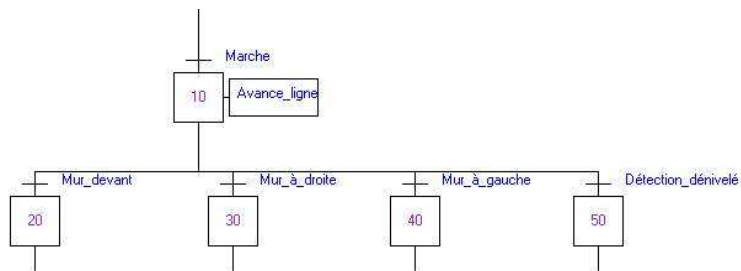 Marche
10
Avance_ligne
Mur_devant
Mur_à_droite
Mur_à_gauche
Détection_dénivelé
20
30
40
50